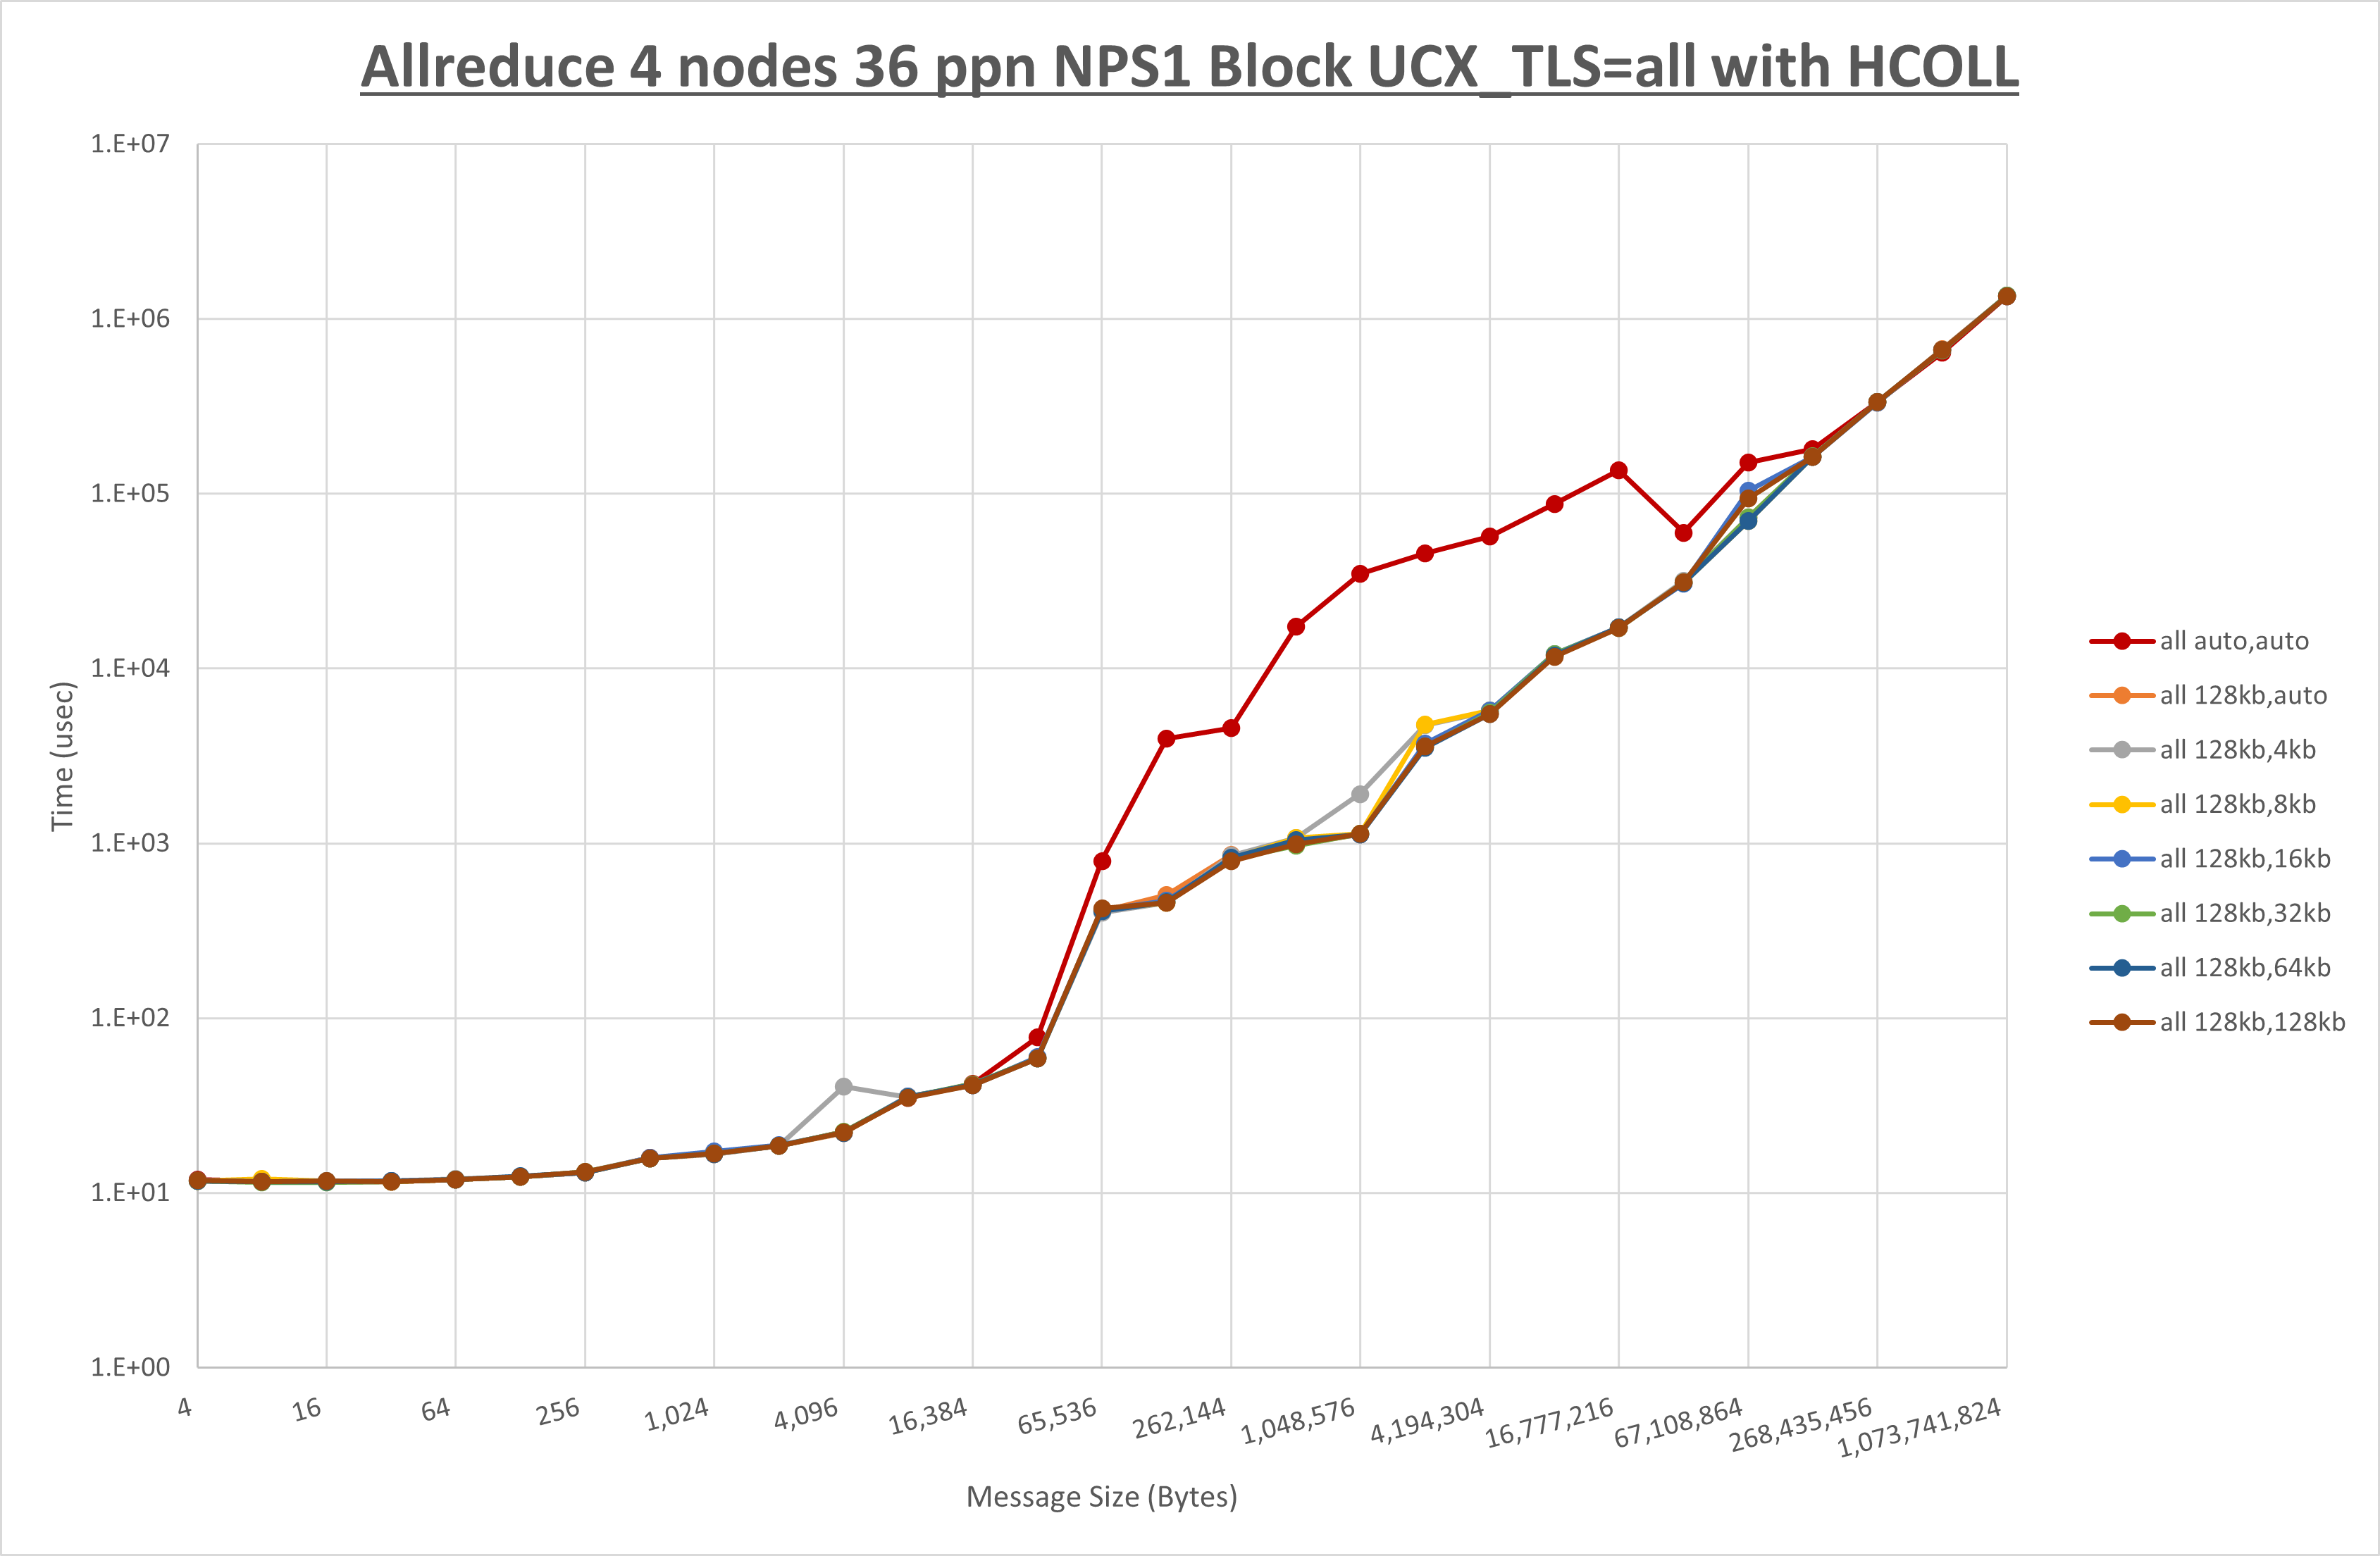 Allreduce 4 nodes 36 ppn NPS1 Block UCX_TLS=all with HCOLL
1.E+07
1.E+06
1.E+05
1.E+04
1.E+03
1.E+02
1.E+01
1.E+00
Time (usec)
4
16
64
256
1,024
4,096
16,384
65,536
262,144
1,048,576
4,194,304
16,777,216
67,108,864
268,435,456
1,073,741,824
Message Size (Bytes)
all auto,auto
all 128kb,auto
all 128kb,4kb
all 128kb,8kb
all 128kb,16kb
all 128kb,32kb
all 128kb,64kb
all 128kb,128kb